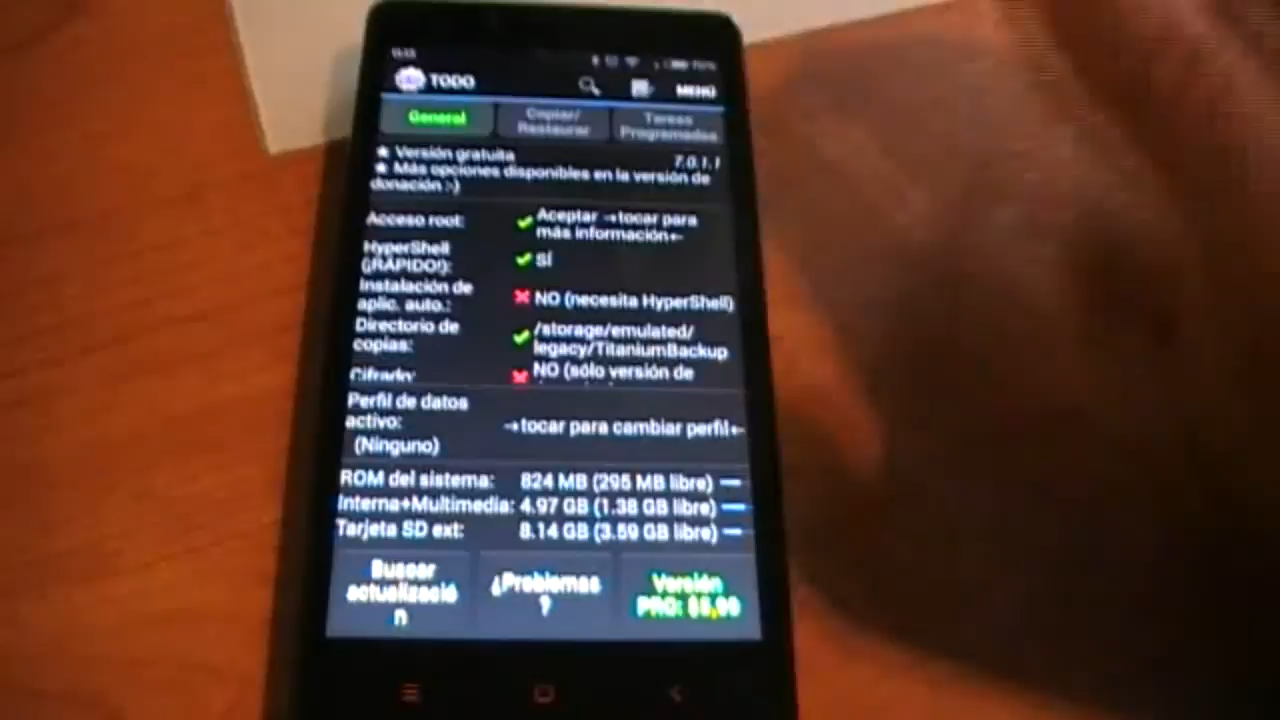 TODO
MENÚ
General
Copiar/
Restaurar
Tareas
Programadas
★ Versión gratuita 7.0.1.1
★ Más opciones disponibles en la versión de
donación :-)
Acceso root: Aceptar →tocar para
más información←
HyperShell
(¡RÁPIDO!): SÍ
Instalación de
aplic. auto.: NO (necesita HyperShell)
Directorio de
copias: /storage/emulated/
legacy/TitaniumBackup
Cifrado: NO (sólo versión de
Perfil de datos
activo: →tocar para cambiar perfil←
(Ninguno)
ROM del sistema: 824 MB (295 MB libre)
Interna+Multimedia: 4.97 GB (1.38 GB libre)
Tarjeta SD ext: 8.14 GB (3.59 GB libre)
Buscar
actualizació
n
¿Problemas
?
Versión
PRO: